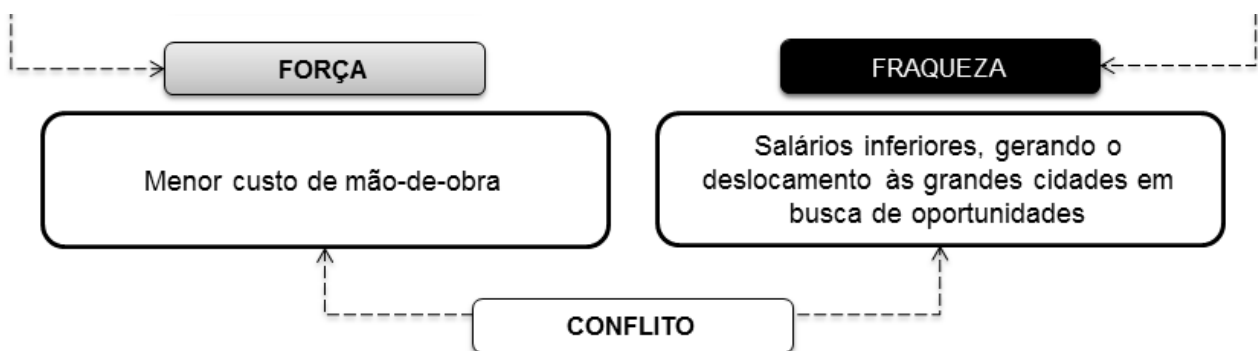 FORÇA
FRAQUEZA
Menor custo de mão-de-obra
Salários inferiores, gerando o
deslocamento às grandes cidades em
busca de oportunidades
CONFLITO